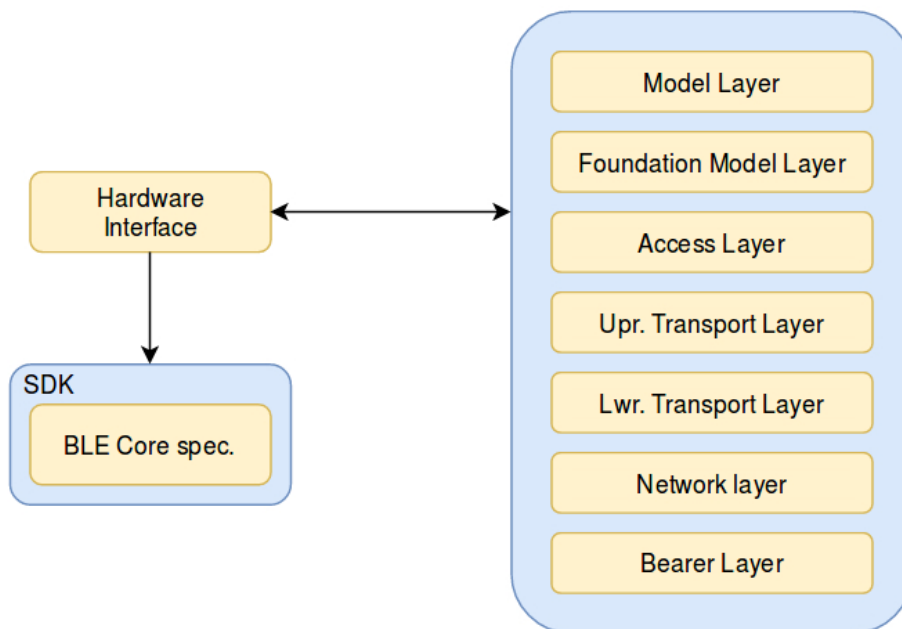 Hardware
Interface
SDK
BLE Core spec.
Model Layer
Foundation Model Layer
Access Layer
Upr. Transport Layer
Lwr. Transport Layer
Network layer
Bearer Layer